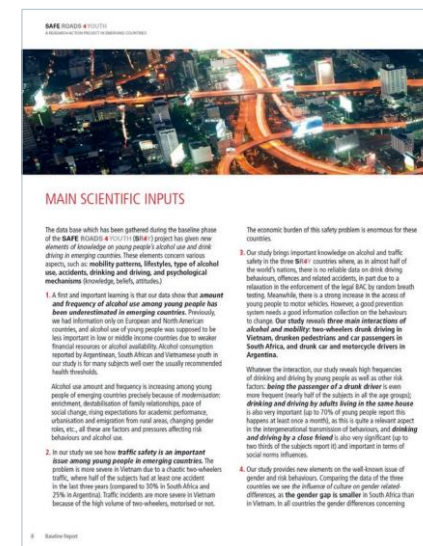 SAFE ROADS 4 YOUTH
A RESEARCH-ACTION PROJECT IN EMERGING COUNTRIES
MAIN SCIENTIFIC INPUTS
The data base which has been gathered during the baseline phase
of the SAFE ROADS 4 YOUTH (SR4Y) project has given new
elements of knowledge on young people's alcohol use and drink
driving in emerging countries. These elements concern various
aspects, such as: mobility patterns, lifestyles, type of alcohol
use, accidents, drinking and driving, and psychological
mechanisms (knowledge, beliefs, attitudes.)
1. A first and important learning is that our data show that amount
and frequency of alcohol use among young people has
been underestimated in emerging countries. Previously,
we had information only on European and North American
countries, and alcohol use of young people was supposed to be
less important in low or middle income countries due to weaker
financial resources or alcohol availability. Alcohol consumption
reported by Argentinean, South African and Vietnamese youth in
our study is for many subjects well over the usually recommended
health thresholds.
Alcohol use amount and frequency is increasing among young
people of emerging countries precisely because of modernisation:
enrichment, destabilisation of family relationships, pace of
social change, rising expectations for academic performance,
urbanisation and emigration from rural areas, changing gender
roles, etc., all these are factors and pressures affecting risk
behaviours and alcohol use.
2. In our study we see how traffic safety is an important
issue among young people in emerging countries. The
problem is more severe in Vietnam due to a chaotic two-wheelers
traffic, where half of the subjects had at least one accident
in the last three years (compared to 30% in South Africa and
25% in Argentina). Traffic incidents are more severe in Vietnam
because of the high volume of two-wheelers, motorised or not.
The economic burden of this safety problem is enormous for these
countries.
3. Our study brings important knowledge on alcohol and traffic
safety in the three SR4Y countries where, as in almost half of
the world's nations, there is no reliable data on drink driving
behaviours, offences and related accidents, in part due to a
relaxation in the enforcement of the legal BAC by random breath
testing. Meanwhile, there is a strong increase in the access of
young people to motor vehicles. However, a good prevention
system needs a good information collection on the behaviours
to change. Our study reveals three main interactions of
alcohol and mobility: two-wheelers drunk driving in
Vietnam, drunken pedestrians and car passengers in
South Africa, and drunk car and motorcycle drivers in
Argentina.
Whatever the interaction, our study reveals high frequencies
of drinking and driving by young people as well as other risk
factors: being the passenger of a drunk driver is even
more frequent (nearly half of the subjects in all the age groups);
drinking and driving by adults living in the same house
is also very important (up to 70% of young people report this
happens at least once a month), as this is quite a relevant aspect
in the intergenerational transmission of behaviours, and drinking
and driving by a close friend is also very significant (up to
two thirds of the subjects report it) and important in terms of
social norms influences.
4. Our study provides new elements on the well-known issue of
gender and risk behaviours. Comparing the data of the three
countries we see the influence of culture on gender related-
differences, as the gender gap is smaller in South Africa than
in Vietnam. In all countries the gender differences concerning
8 Baseline Report